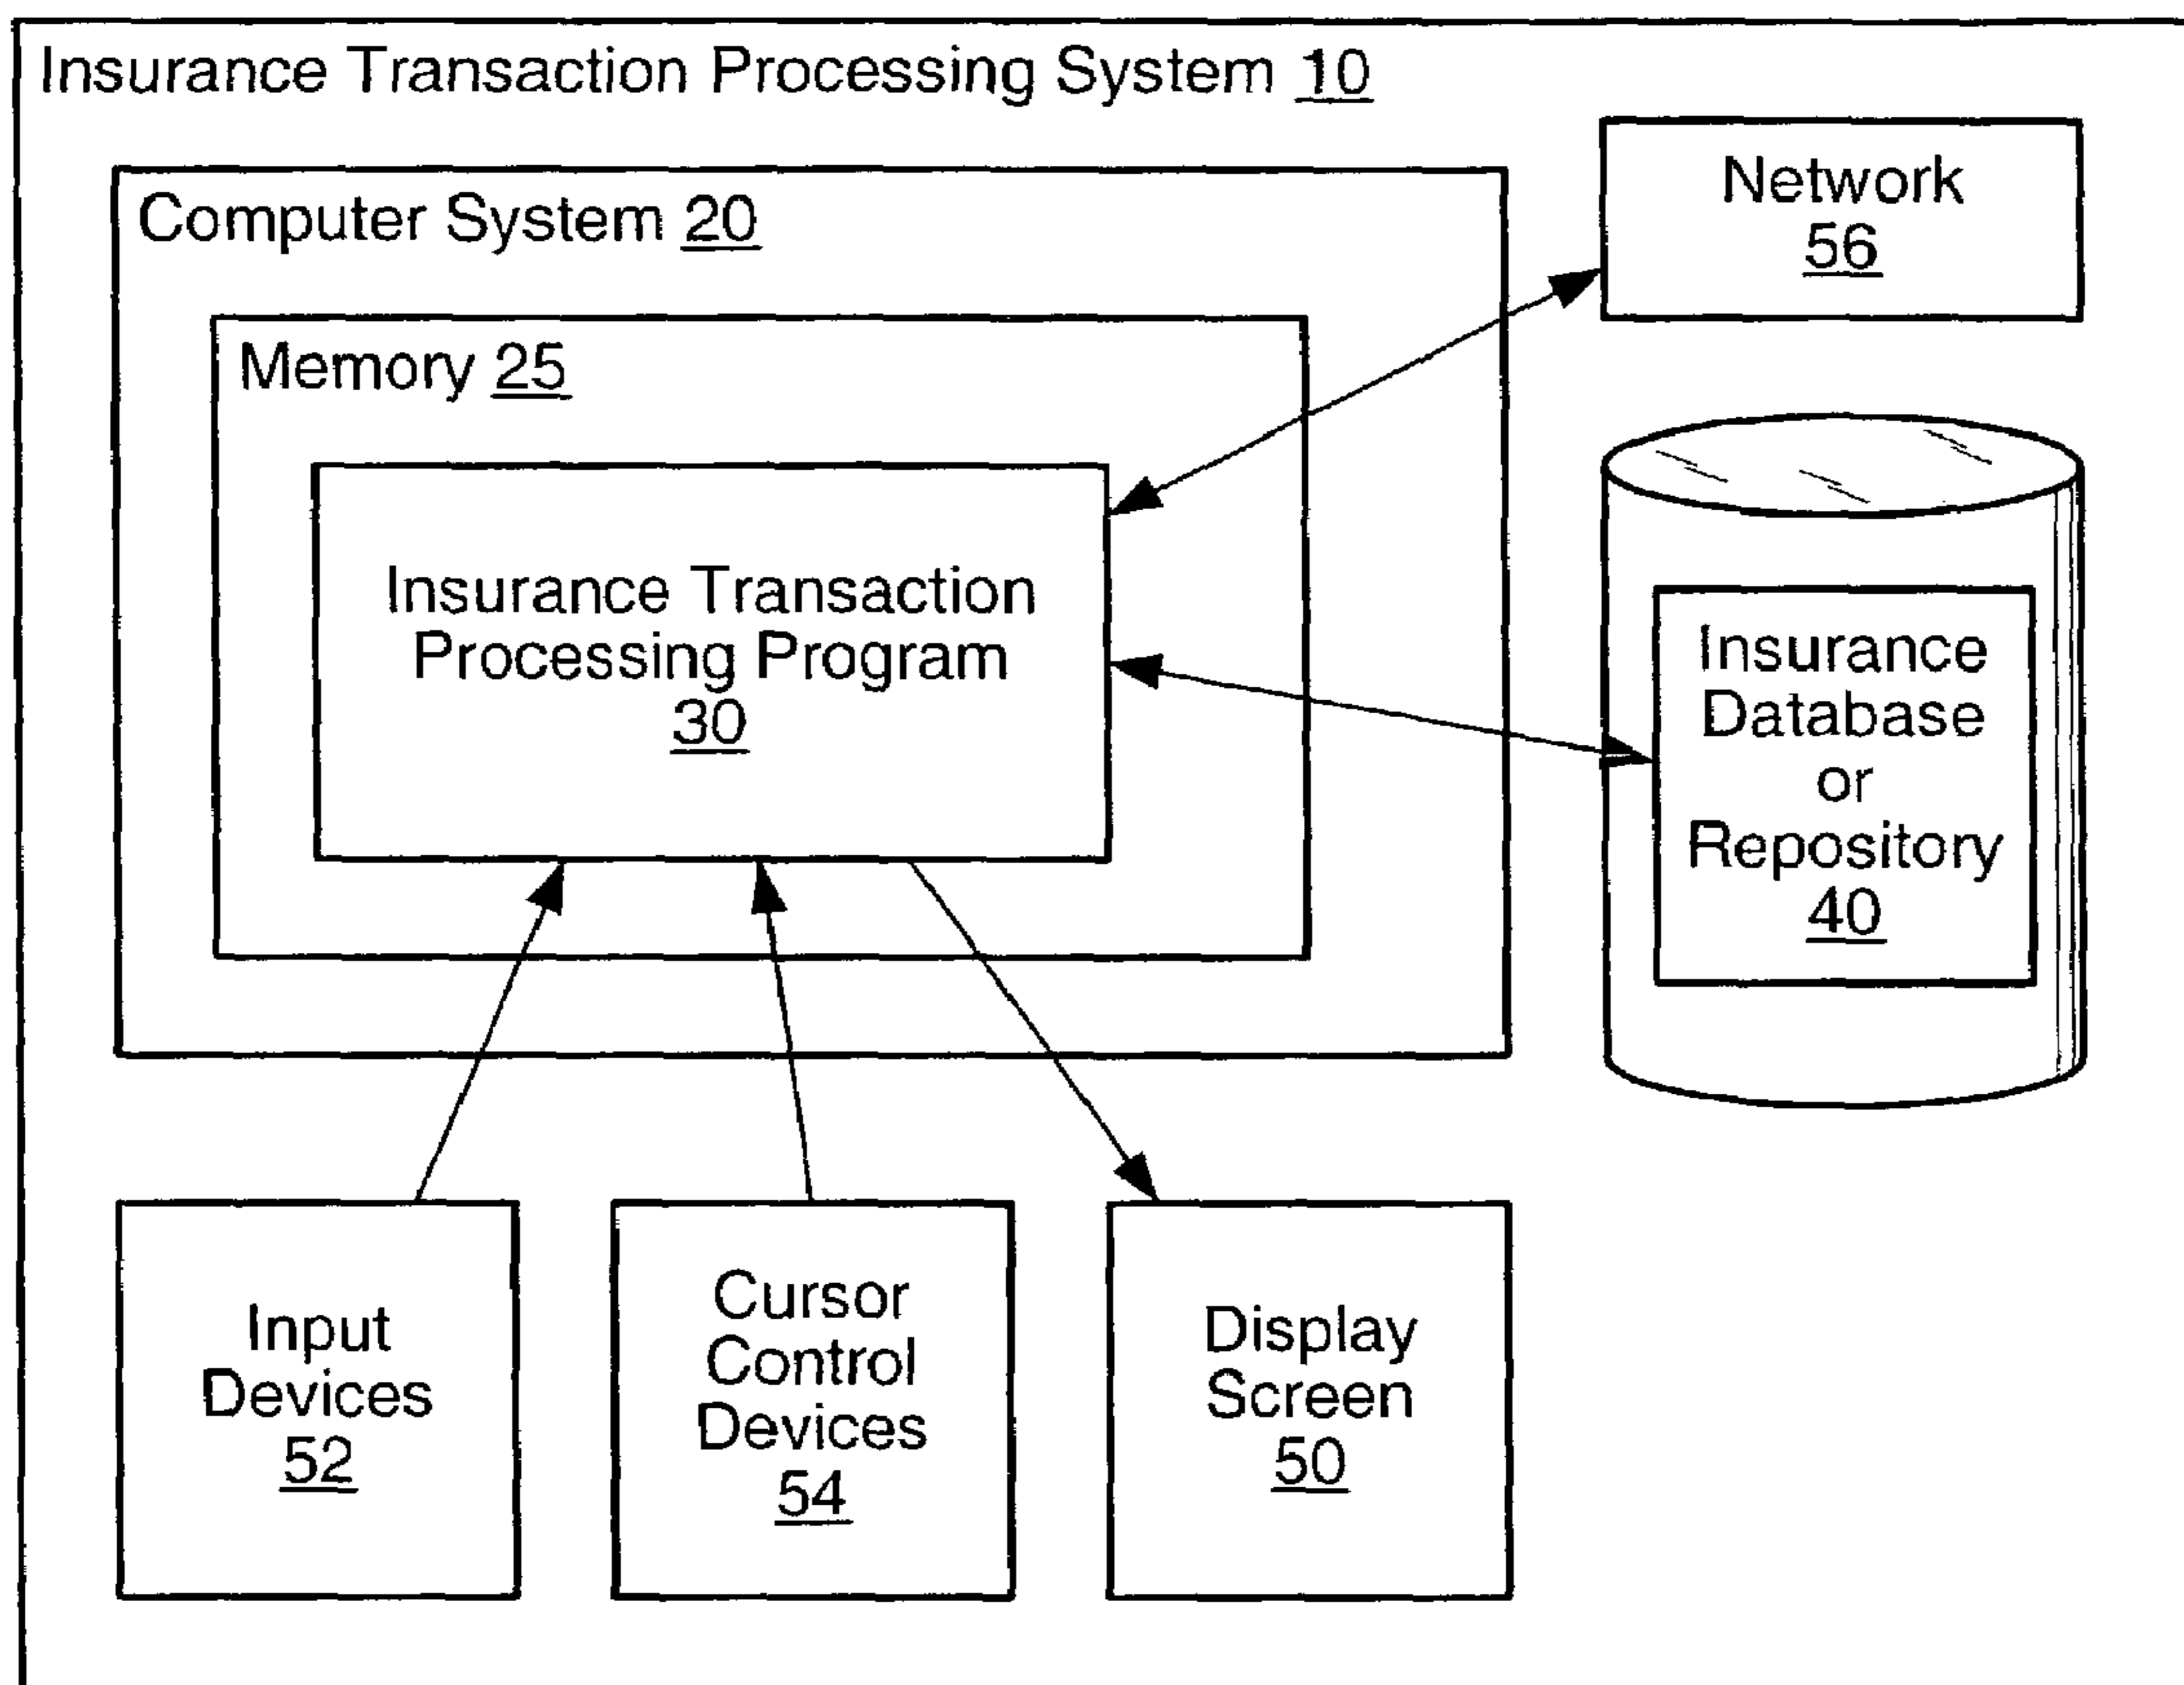 Insurance Transaction Processing System 10
Computer System 20
Memory 25
Insurance Transaction
Processing Program
30
Network
56
Insurance
Database
or
Repository
40
Input
Devices
52
Cursor
Control
Devices
54
Display
Screen
50